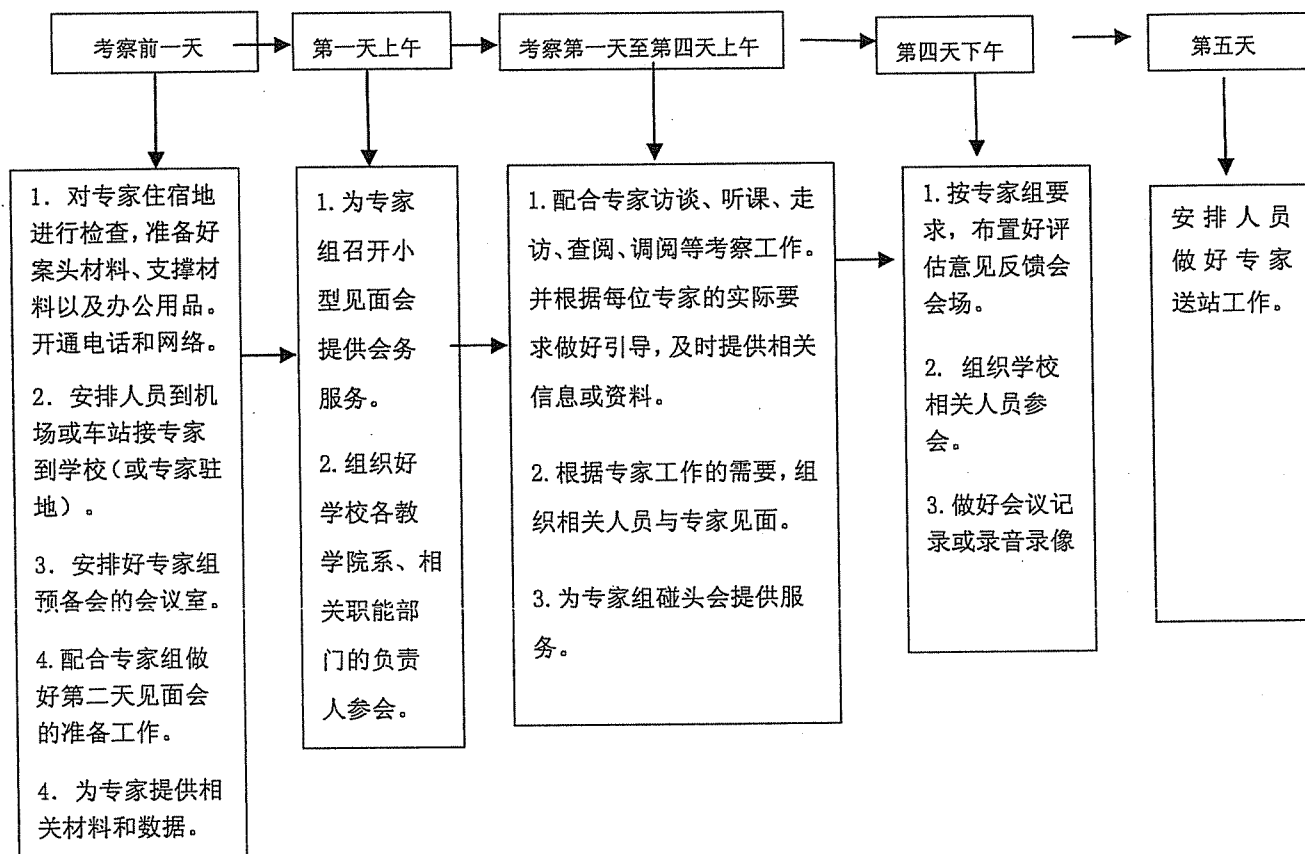 考察前一天
第一天上午
考察第一天至第四天上午
第四天下午
第五天
1. 对专家住宿地
进行检查，准备好
案头材料、支撑材
料以及办公用品。
开通电话和网络。
2. 安排人员到机
场或车站接专家
到学校（或专家驻
地）。
3. 安排好专家组
预备会的会议室。
4.配合专家组做
好第二天见面会
的准备工作。
4. 为专家提供相
关材料和数据。
1.为专家
组召开小
型见面会
提供会务
服务。
2.组织好
学校各教
学院系、相
关职能部
门的负责
人参会。
1.配合专家访谈、听课、走
访、查阅、调阅等考察工作。
并根据每位专家的实际要
求做好引导，及时提供相关
信息或资料。
2.根据专家工作的需要，组
织相关人员与专家见面。
3.为专家组碰头会提供服
务。
1.按专家组要
求，布置好评
估意见反馈会
会场。
2. 组织学校
相关人员参
会。
3.做好会议记
录或录音录像
安排人员
做好专家
送站工作。